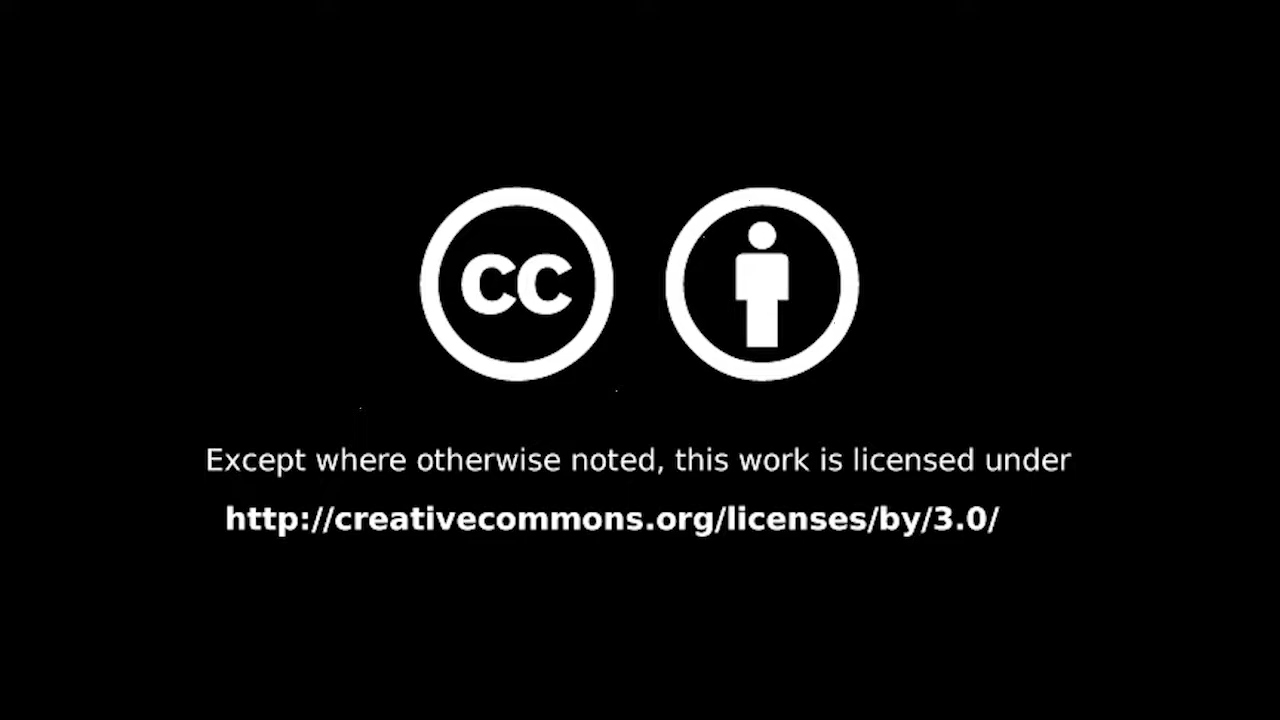 cc
Except where otherwise noted, this work is licensed under
http://creativecommons.org/licenses/by/3.0/